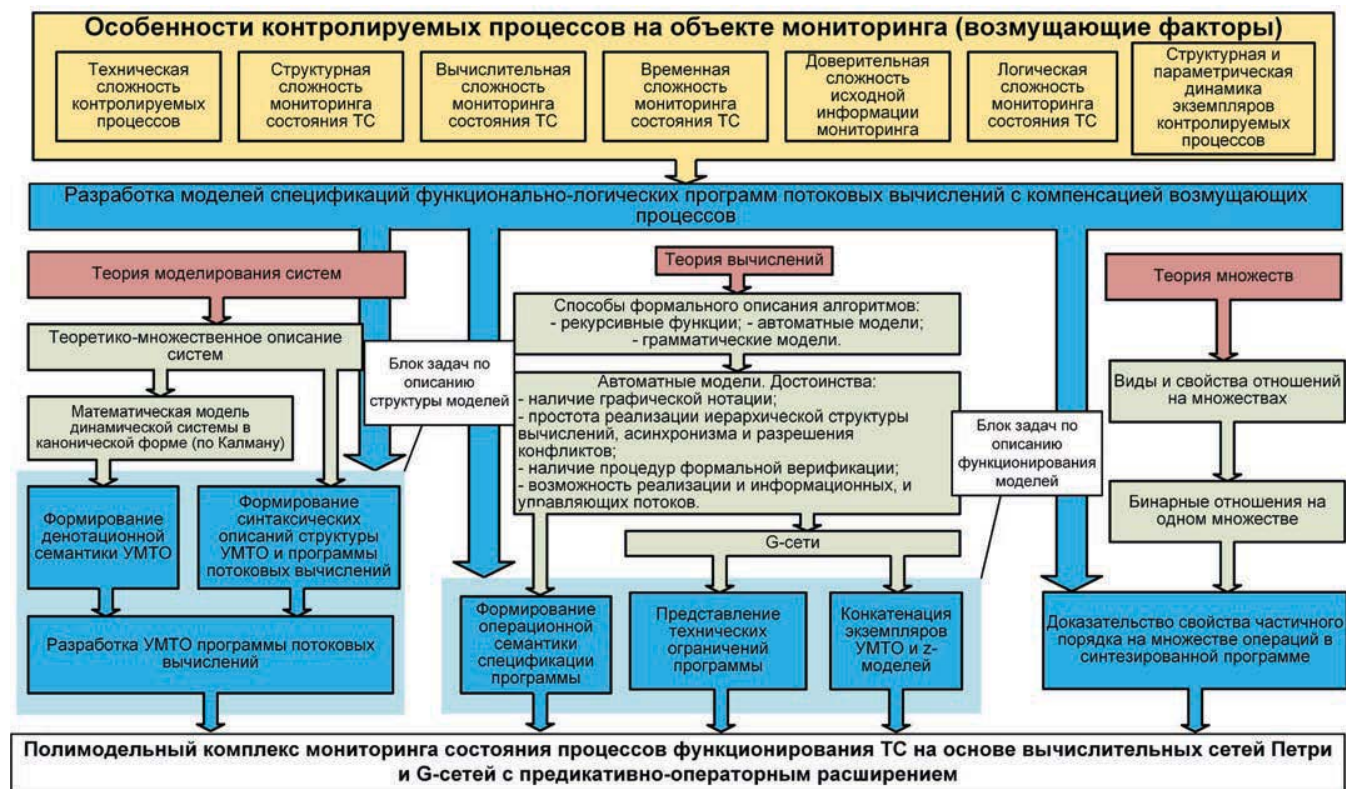 Особенности контролируемых процессов на объекте мониторинга (возмущающие факторы)
Техническая
сложность
контролируемых
процессов
Структурная
сложность
мониторинга
состояния ТС
Вычислительная
сложность
мониторинга
состояния ТС
Временная
сложность
мониторинга
состояния ТС
Доверительная
сложность
исходной
информации
мониторинга
Логическая
сложность
мониторинга
состояния ТС
Структурная и
параметрическая
динамика
экземпляров
контролируемых
процессов
Разработка моделей спецификаций функционально-логических программ потоковых вычислений с компенсацией возмущающих
процессов
Теория моделирования систем
Теоретико-множественное описание
систем
Математическая модель
динамической системы в
канонической форме (по Калману)
Блок задач по
описанию
структуры моделей
Формирование
денотационной
семантики УМТО
Формирование
синтаксических
описаний структуры
УМТО и программы
потоковых вычислений
Разработка УМТО программы потоковых
вычислений
Теория вычислений
Способы формального описания алгоритмов:
- рекурсивные функции; - автоматные модели;
- грамматические модели.
Автоматные модели. Достоинства:
- наличие графической нотации;
- простота реализации иерархической структуры
вычислений, асинхронизма и разрешения
конфликтов;
- наличие процедур формальной верификации;
- возможность реализации и информационных, и
управляющих потоков.
G-сети
Блок задач по
описанию
функционирования
моделей
Формирование
операционной
семантики
спецификации
программы
Представление
технических
ограничений
программы
Конкатенация
экземпляров
УМТО и z-
моделей
Теория множеств
Виды и свойства отношений
на множествах
Бинарные отношения на
одном множестве
Доказательство свойства частичного
порядка на множестве операций в
синтезированной программе
Полимодельный комплекс мониторинга состояния процессов функционирования ТС на основе вычислительных сетей Петри
и G-сетей с предикативно-операторным расширением